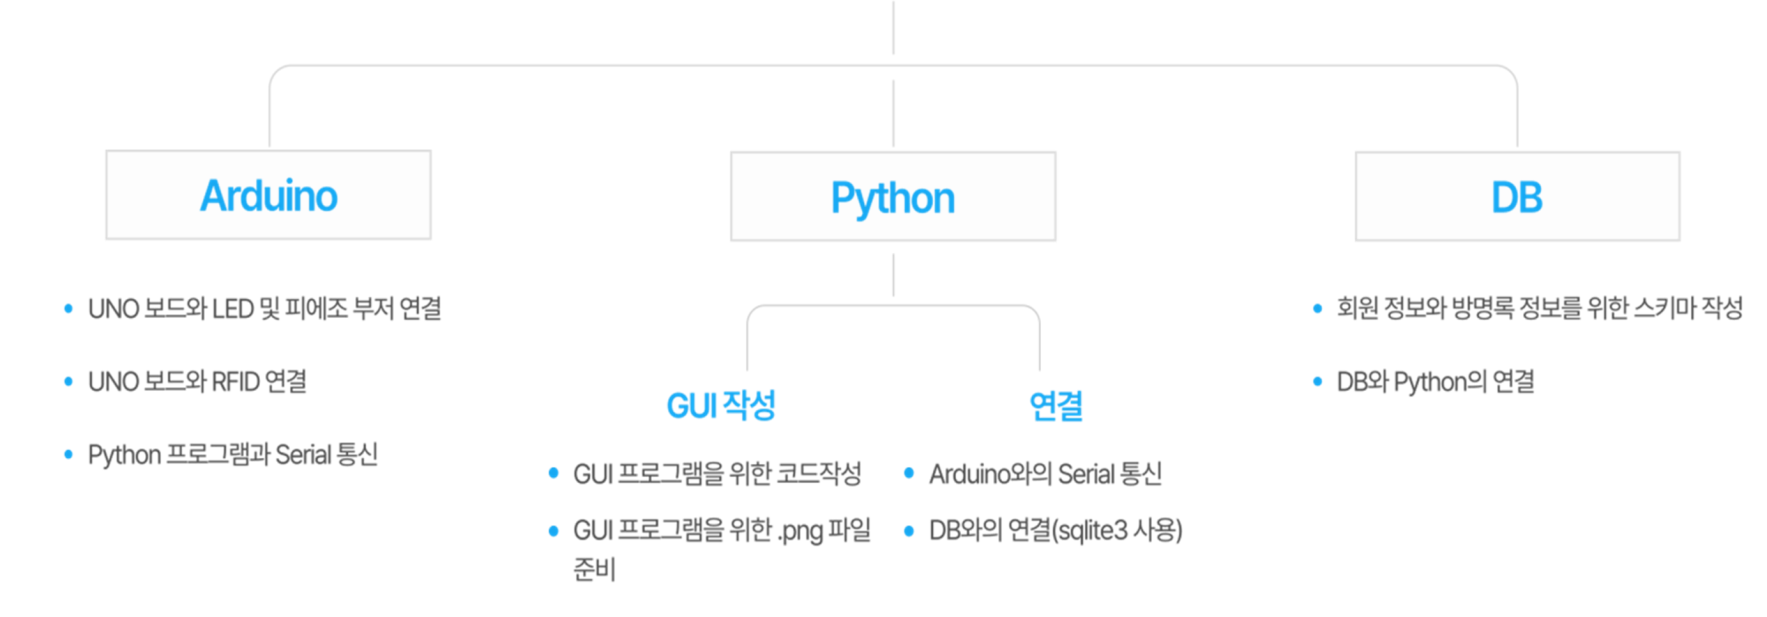 Arduino
UNO 보드와 LED 및 피에조 부저 연결
UNO 보드와 RFID 연결
Python 프로그램과 Serial 통신
Python
GUI 작성
GUI 프로그램을 위한 코드작성
GUI 프로그램을 위한 .png 파일
준비
연결
Arduino와의 Serial 통신
DB와의 연결(sqlite3 사용)
DB
회원 정보와 방명록 정보를 위한 스키마 작성
DB와 Python의 연결